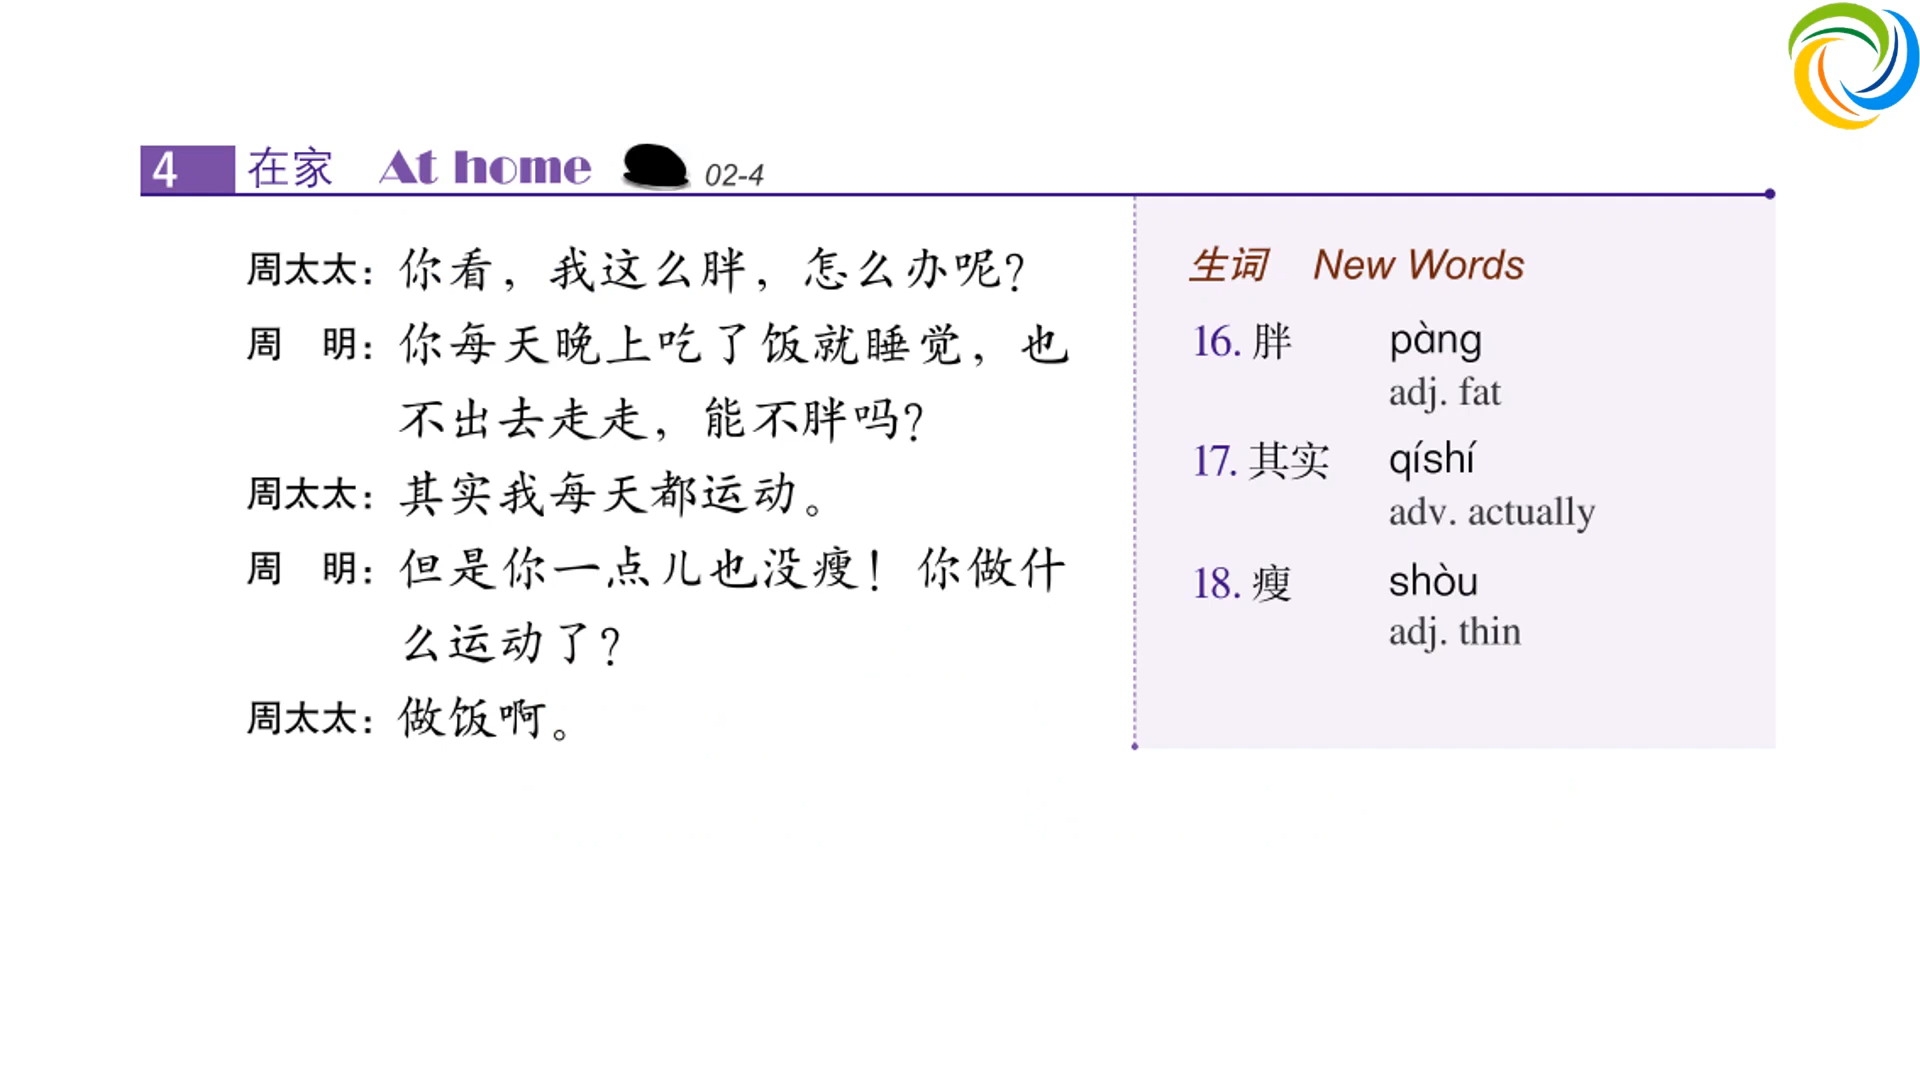 4 在家 At home 02-4
周太太：你看，我这么胖，怎么办呢？
周 明：你每天晚上吃了饭就睡觉，也
不出去走走，能不胖吗？
周太太：其实我每天都运动。
周 明：但是你一点儿也没瘦！你做什
么运动了？
周太太：做饭啊。
生词 New Words
16. 胖 pàng
adj. fat
17. 其实 qíshí
adv. actually
18. 瘦 shòu
adj. thin